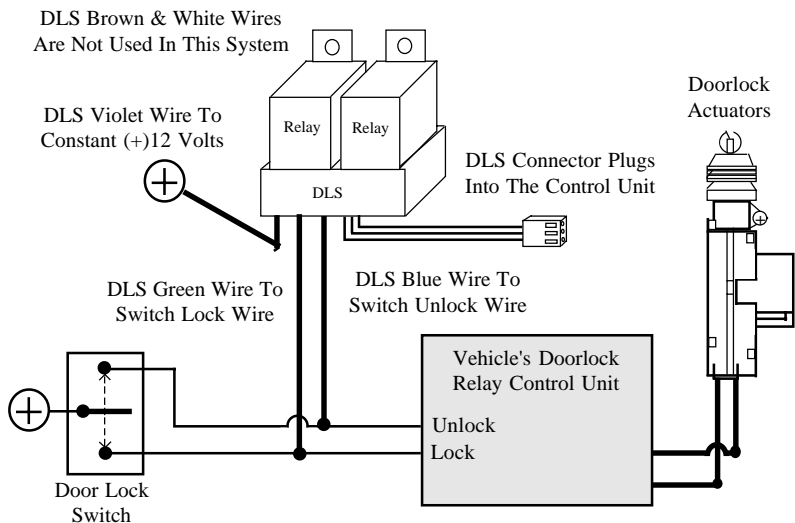 DLS Brown & White Wires
Are Not Used In This System
DLS Violet Wire To
Constant (+)12 Volts
Relay
Relay
DLS
Doorlock
Actuators
DLS Connector Plugs
Into The Control Unit
DLS Green Wire To
Switch Lock Wire
DLS Blue Wire To
Switch Unlock Wire
Vehicle's Doorlock
Relay Control Unit
Unlock
Lock
Door Lock
Switch